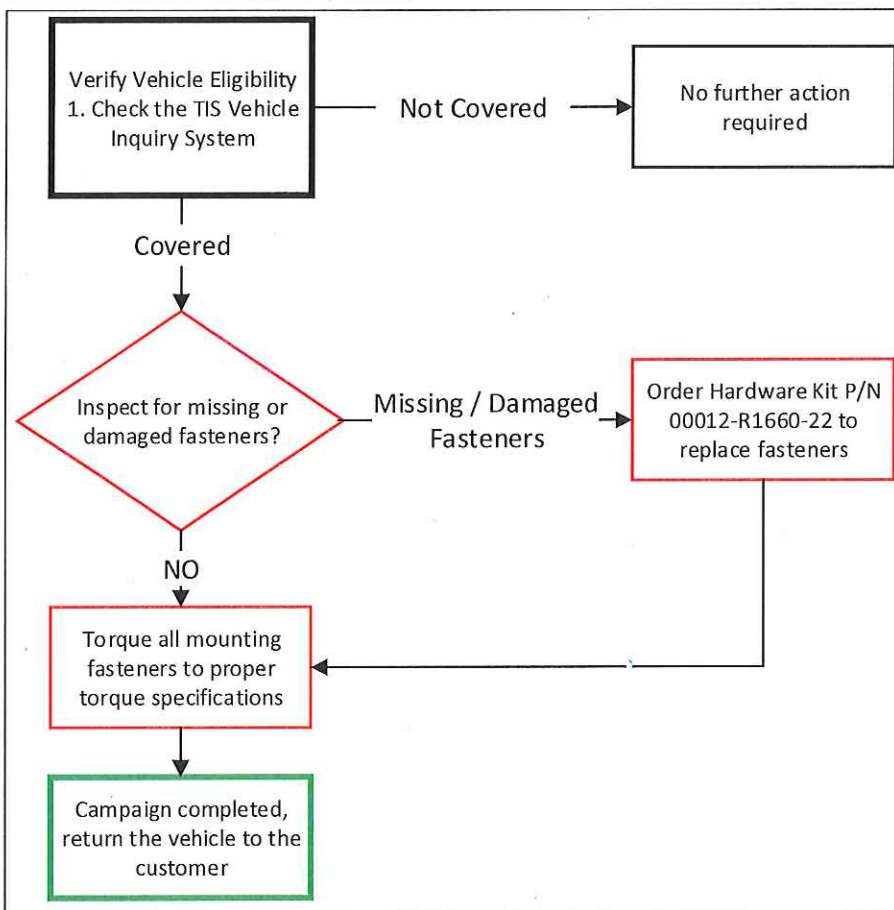 Verify Vehicle Eligibility
1. Check the TIS Vehicle
Inquiry System
Not Covered
No further action
required
Covered
Inspect for missing or
damaged fasteners?
Missing / Damaged
Fasteners
Order Hardware Kit P/N
00012-R1660-22 to
replace fasteners
NO
Torque all mounting
fasteners to proper
torque specifications
Campaign completed,
return the vehicle to the
customer